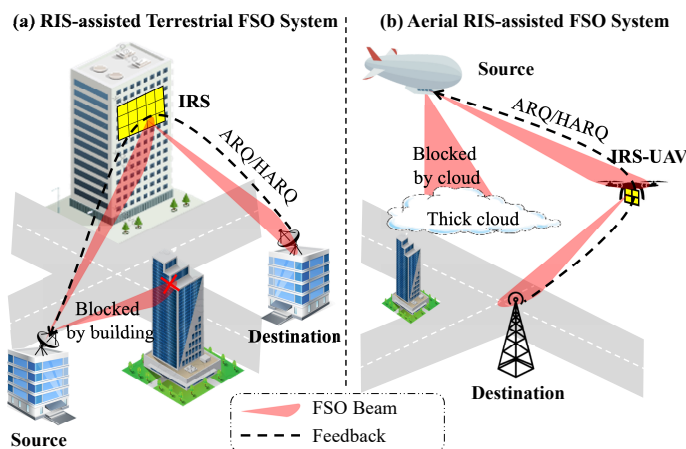 (a) RIS-assisted Terrestrial FSO System
(b) Aerial RIS-assisted FSO System
IRS
ARQ/HARQ
Blocked
by building
Destination
Source
Source
ARQ/HARQ
IRS-UAV
Blocked
by cloud
Thick cloud
Destination
FSO Beam
Feedback